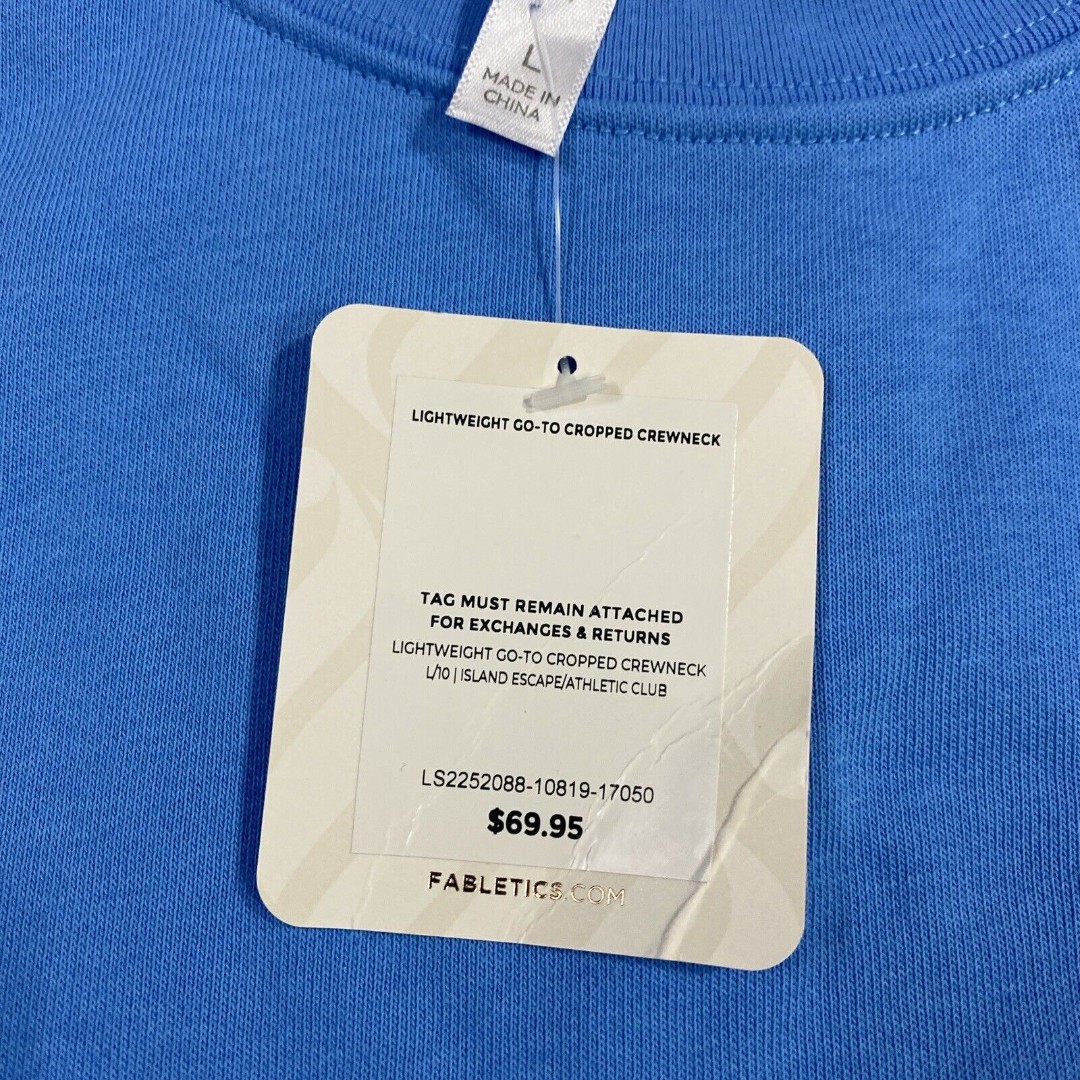 L
MADE IN
CHINA
LIGHTWEIGHT GO-TO CROPPED CREWNECK
TAG MUST REMAIN ATTACHED
FOR EXCHANGES & RETURNS
LIGHTWEIGHT GO-TO CROPPED CREWNECK
L/10 | ISLAND ESCAPE/ATHLETIC CLUB
LS2252088-10819-17050
$69.95
FABLETICS.COM